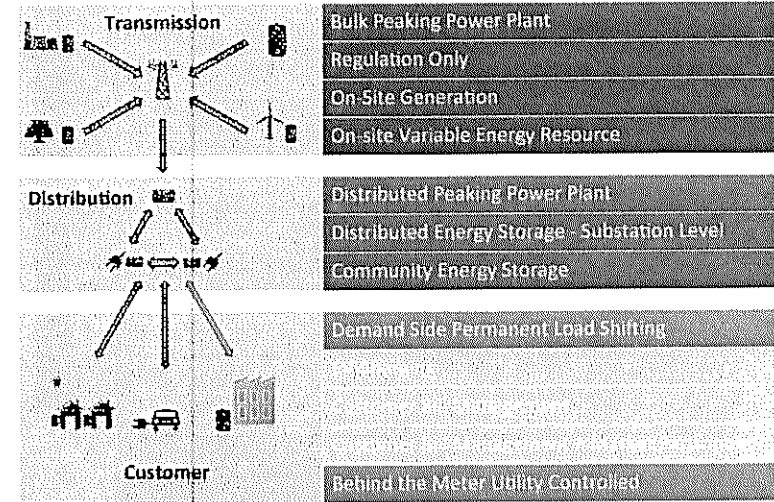 Transmission
Bulk Peaking Power Plant
Regulation Only
On-Site Generation
On-site Variable Energy Resource
Distribution
Distributed Peaking Power Plant
Distributed Energy Storage - Substation Level
Community Energy Storage
Demand Side Permanent Load Shifting
Customer
Behind the Meter Utility Controlled